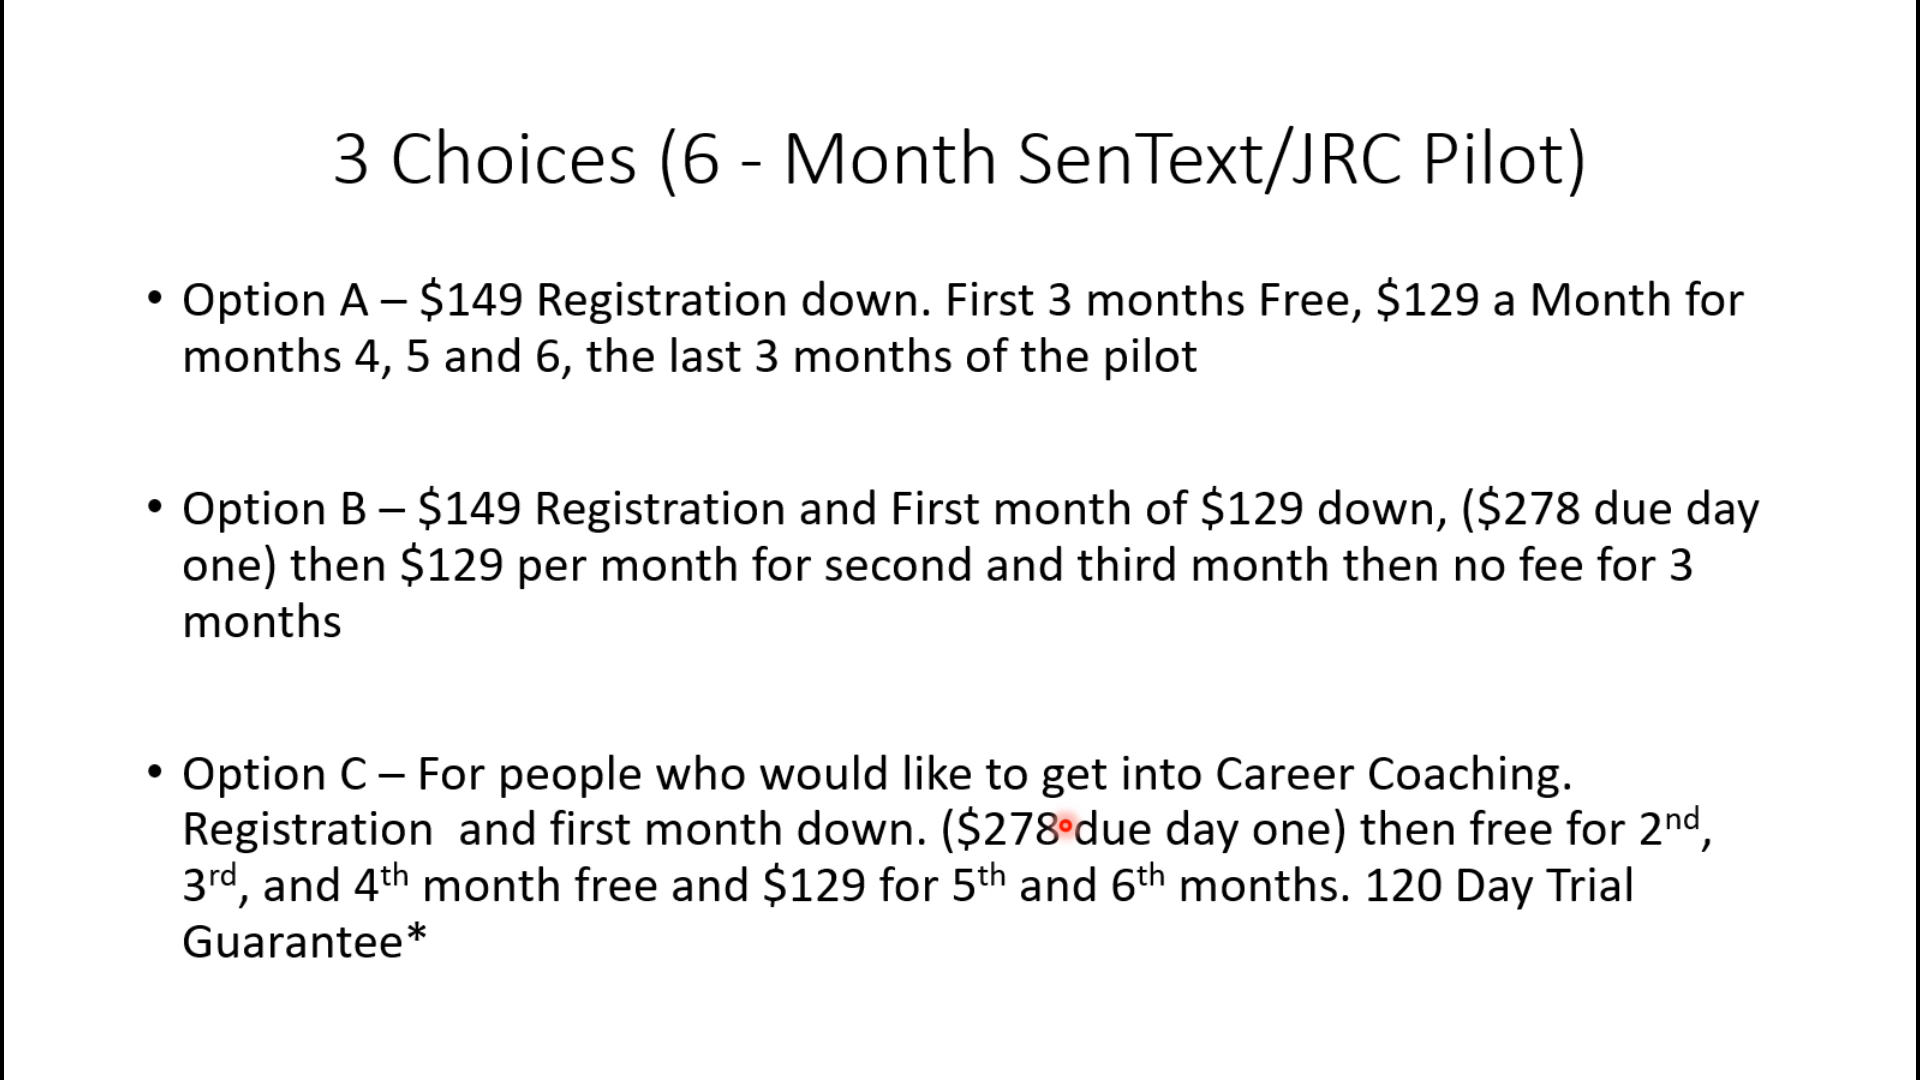 3 Choices (6 - Month SenText/JRC Pilot)
• Option A – $149 Registration down. First 3 months Free, $129 a Month for
months 4, 5 and 6, the last 3 months of the pilot
• Option B – $149 Registration and First month of $129 down, ($278 due day
one) then $129 per month for second and third month then no fee for 3
months
• Option C – For people who would like to get into Career Coaching.
Registration  and first month down. ($278 due day one) then free for 2nd,
3rd, and 4th month free and $129 for 5th and 6th months. 120 Day Trial
Guarantee*